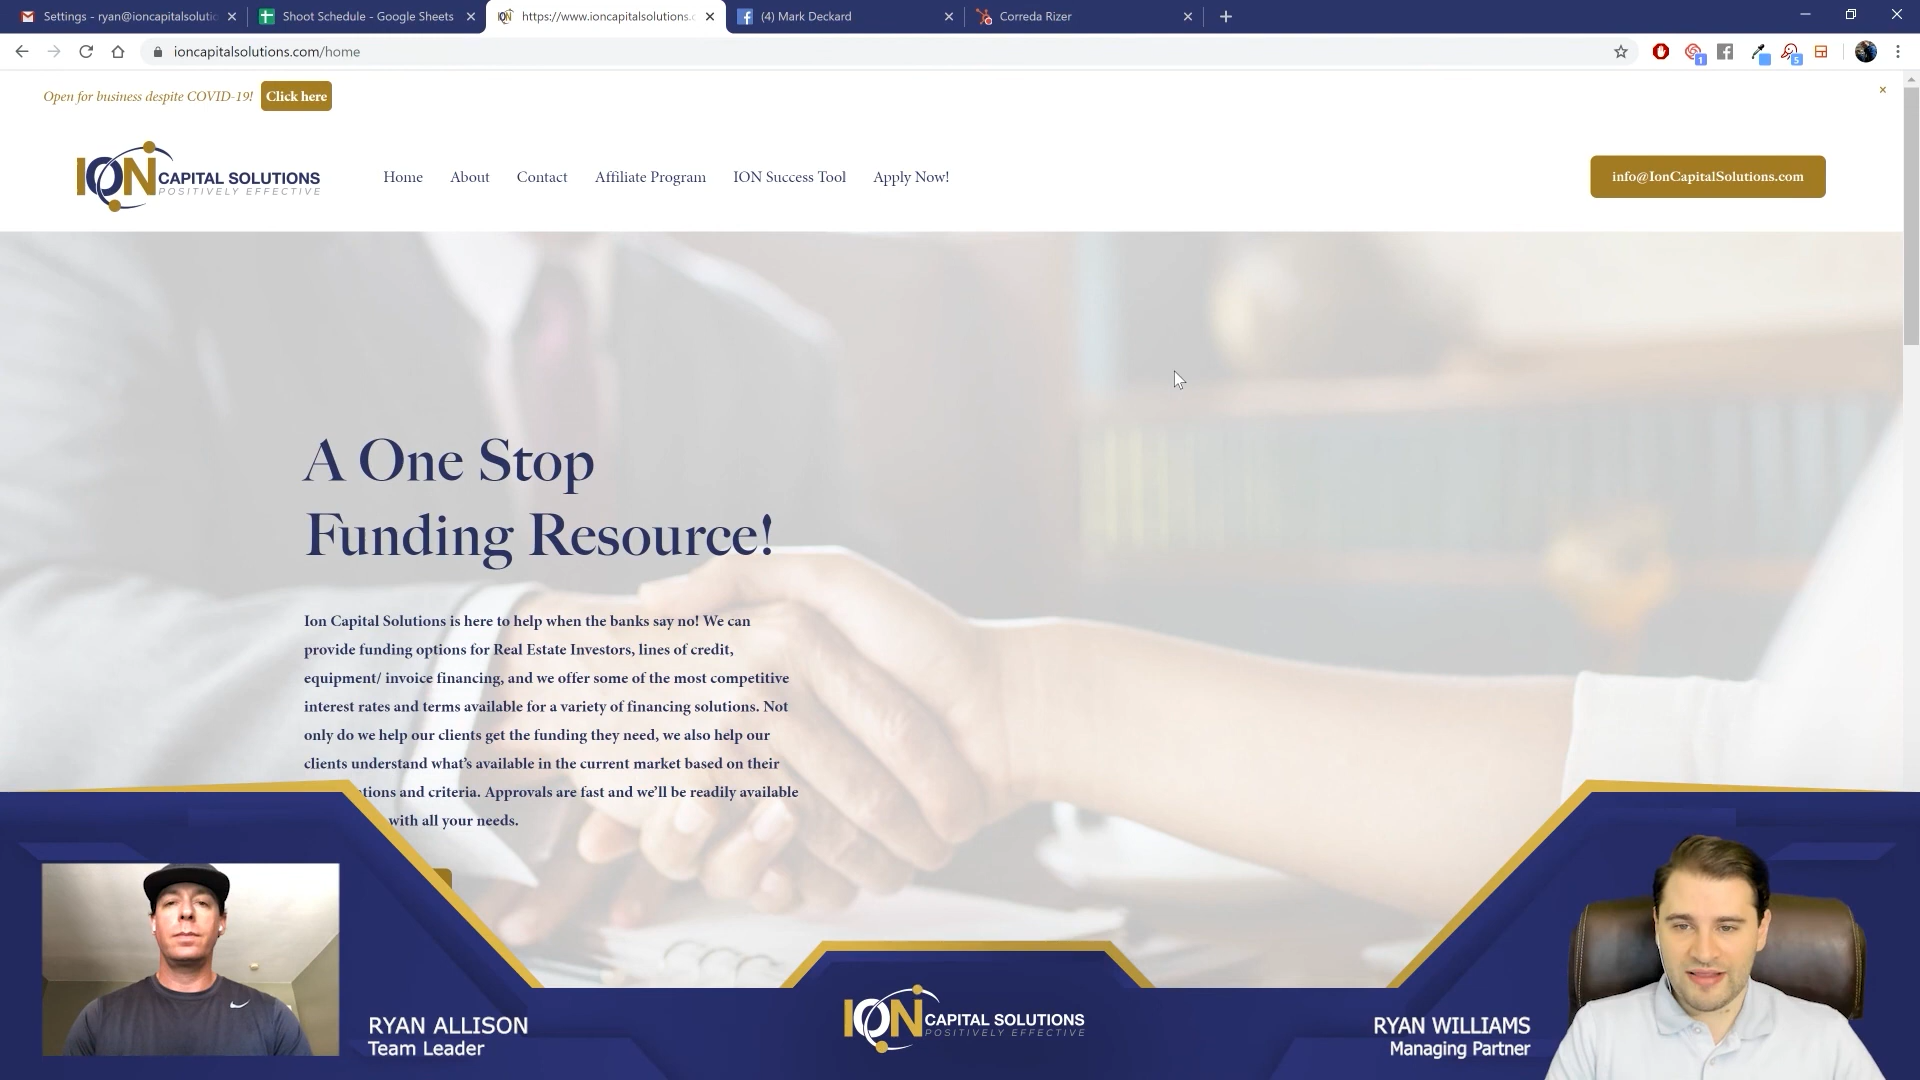 Settings - ryan@ioncapitalsolutio
Shoot Schedule - Google Sheets
https://www.ioncapitalsolutions.c
(4) Mark Deckard
Correda Rizer
ioncapitalsolutions.com/home
1
5
Open for business despite COVID-19!
Click here
ION CAPITAL SOLUTIONS
POSITIVELY EFFECTIVE
Home
About
Contact
Affiliate Program
ION Success Tool
Apply Now!
info@IonCapitalSolutions.com
A One Stop
Funding Resource!
Ion Capital Solutions is here to help when the banks say no! We can
provide funding options for Real Estate Investors, lines of credit,
equipment/ invoice financing, and we offer some of the most competitive
interest rates and terms available for a variety of financing solutions. Not
only do we help our clients get the funding they need, we also help our
clients understand what's available in the current market based on their
tions and criteria. Approvals are fast and we'll be readily available
with all your needs.
RYAN ALLISON
Team Leader
ION CAPITAL SOLUTIONS
POSITIVELY EFFECTIVE
RYAN WILLIAMS
Managing Partner